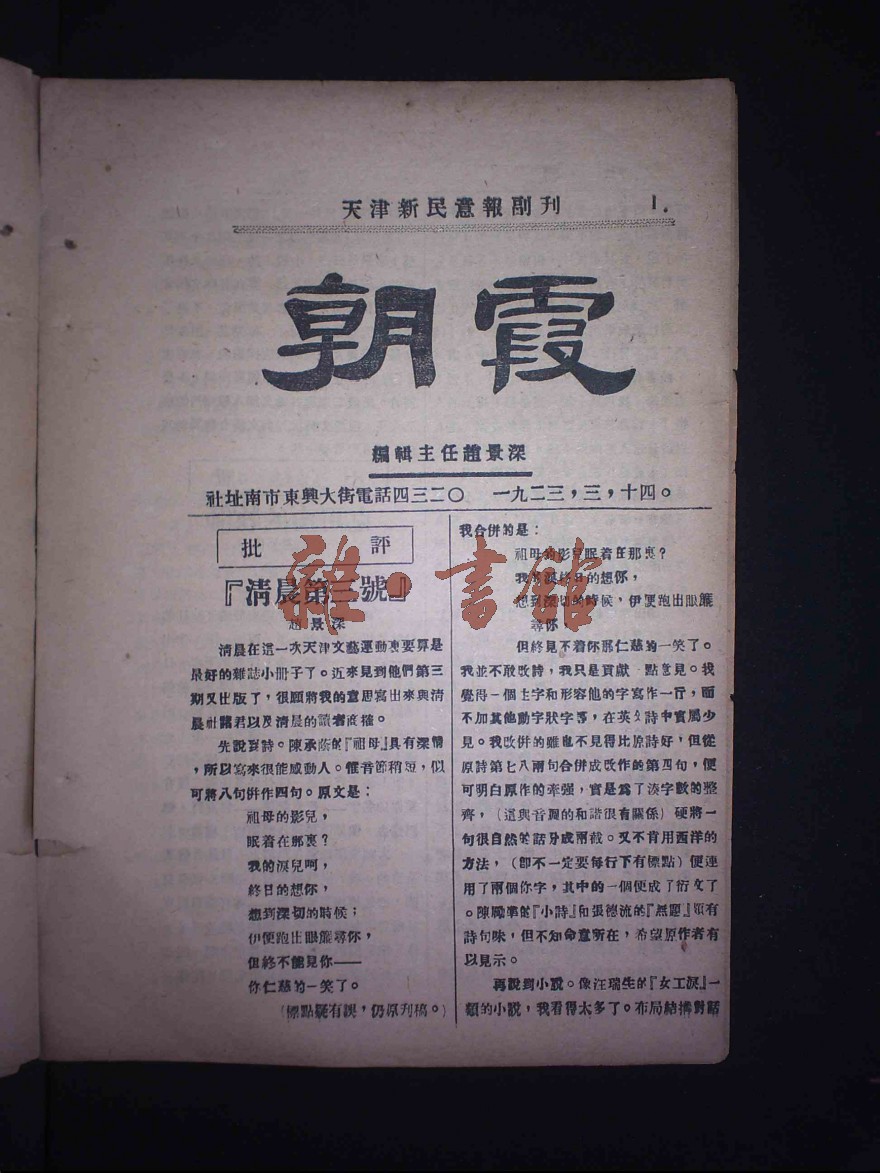 天津新民意報副刊
1.
朝霞
編輯主任趙景深
社址南市東興大街電話四三二〇 一九二三，三，十四。
批評
『淸晨第三號』
趙景深
淸晨在這一次天津文藝運動裏要算是
最好的雜誌小冊子了。近來見到他們第三
期又出版了，很願將我的意思寫出來與淸
晨社諸君以及淸晨的讀者商榷。
先說到詩。陳承蔭的『祖母』具有深情
，所以寫來很能感動人。惟音節稍短，似
可將八句倂作四句。原文是：
祖母的影兒，
眠着在那裏？
我的淚兒呵，
終日的想你，
想到深切的時候；
伊便跑出眼簾尋你，
但終不能見你——
你仁慈的一笑了。
（標點疑有誤，仍原刊稿。）
我合倂的是：
祖母的影兒眠着在那裏？
我的淚終日的想你，
想到深切的時候，伊便跑出眼簾
尋你，
但終見不着你那仁慈的一笑了。
我並不敢改詩，我只是貢獻一點意見。我
覺得一個主字和形容他的字寫作一行，而
不加其他動字狀字等，在英文詩中實屬少
見。我改倂的雖也不見得比原詩好，但從
原詩第七八兩句合倂成改作的第四句，便
可明白原作的牽强，實是爲了湊字數的整
齊，（這與音調的和諧很有關係）硬將一
句很自然的話分成兩截。又不肯用西洋的
方法，（卽不一定要每行下有標點）便連
用了兩個你字，其中的一個便成了衍文了
。陳勵準的『小詩』和張德流的『無題』頗有
詩句味，但不知命意所在，希望原作者有
以見示。
再說到小說。像汪瑞生的『女工淚』一
類的小說，我看得太多了。布局結搆對話
雜·書館